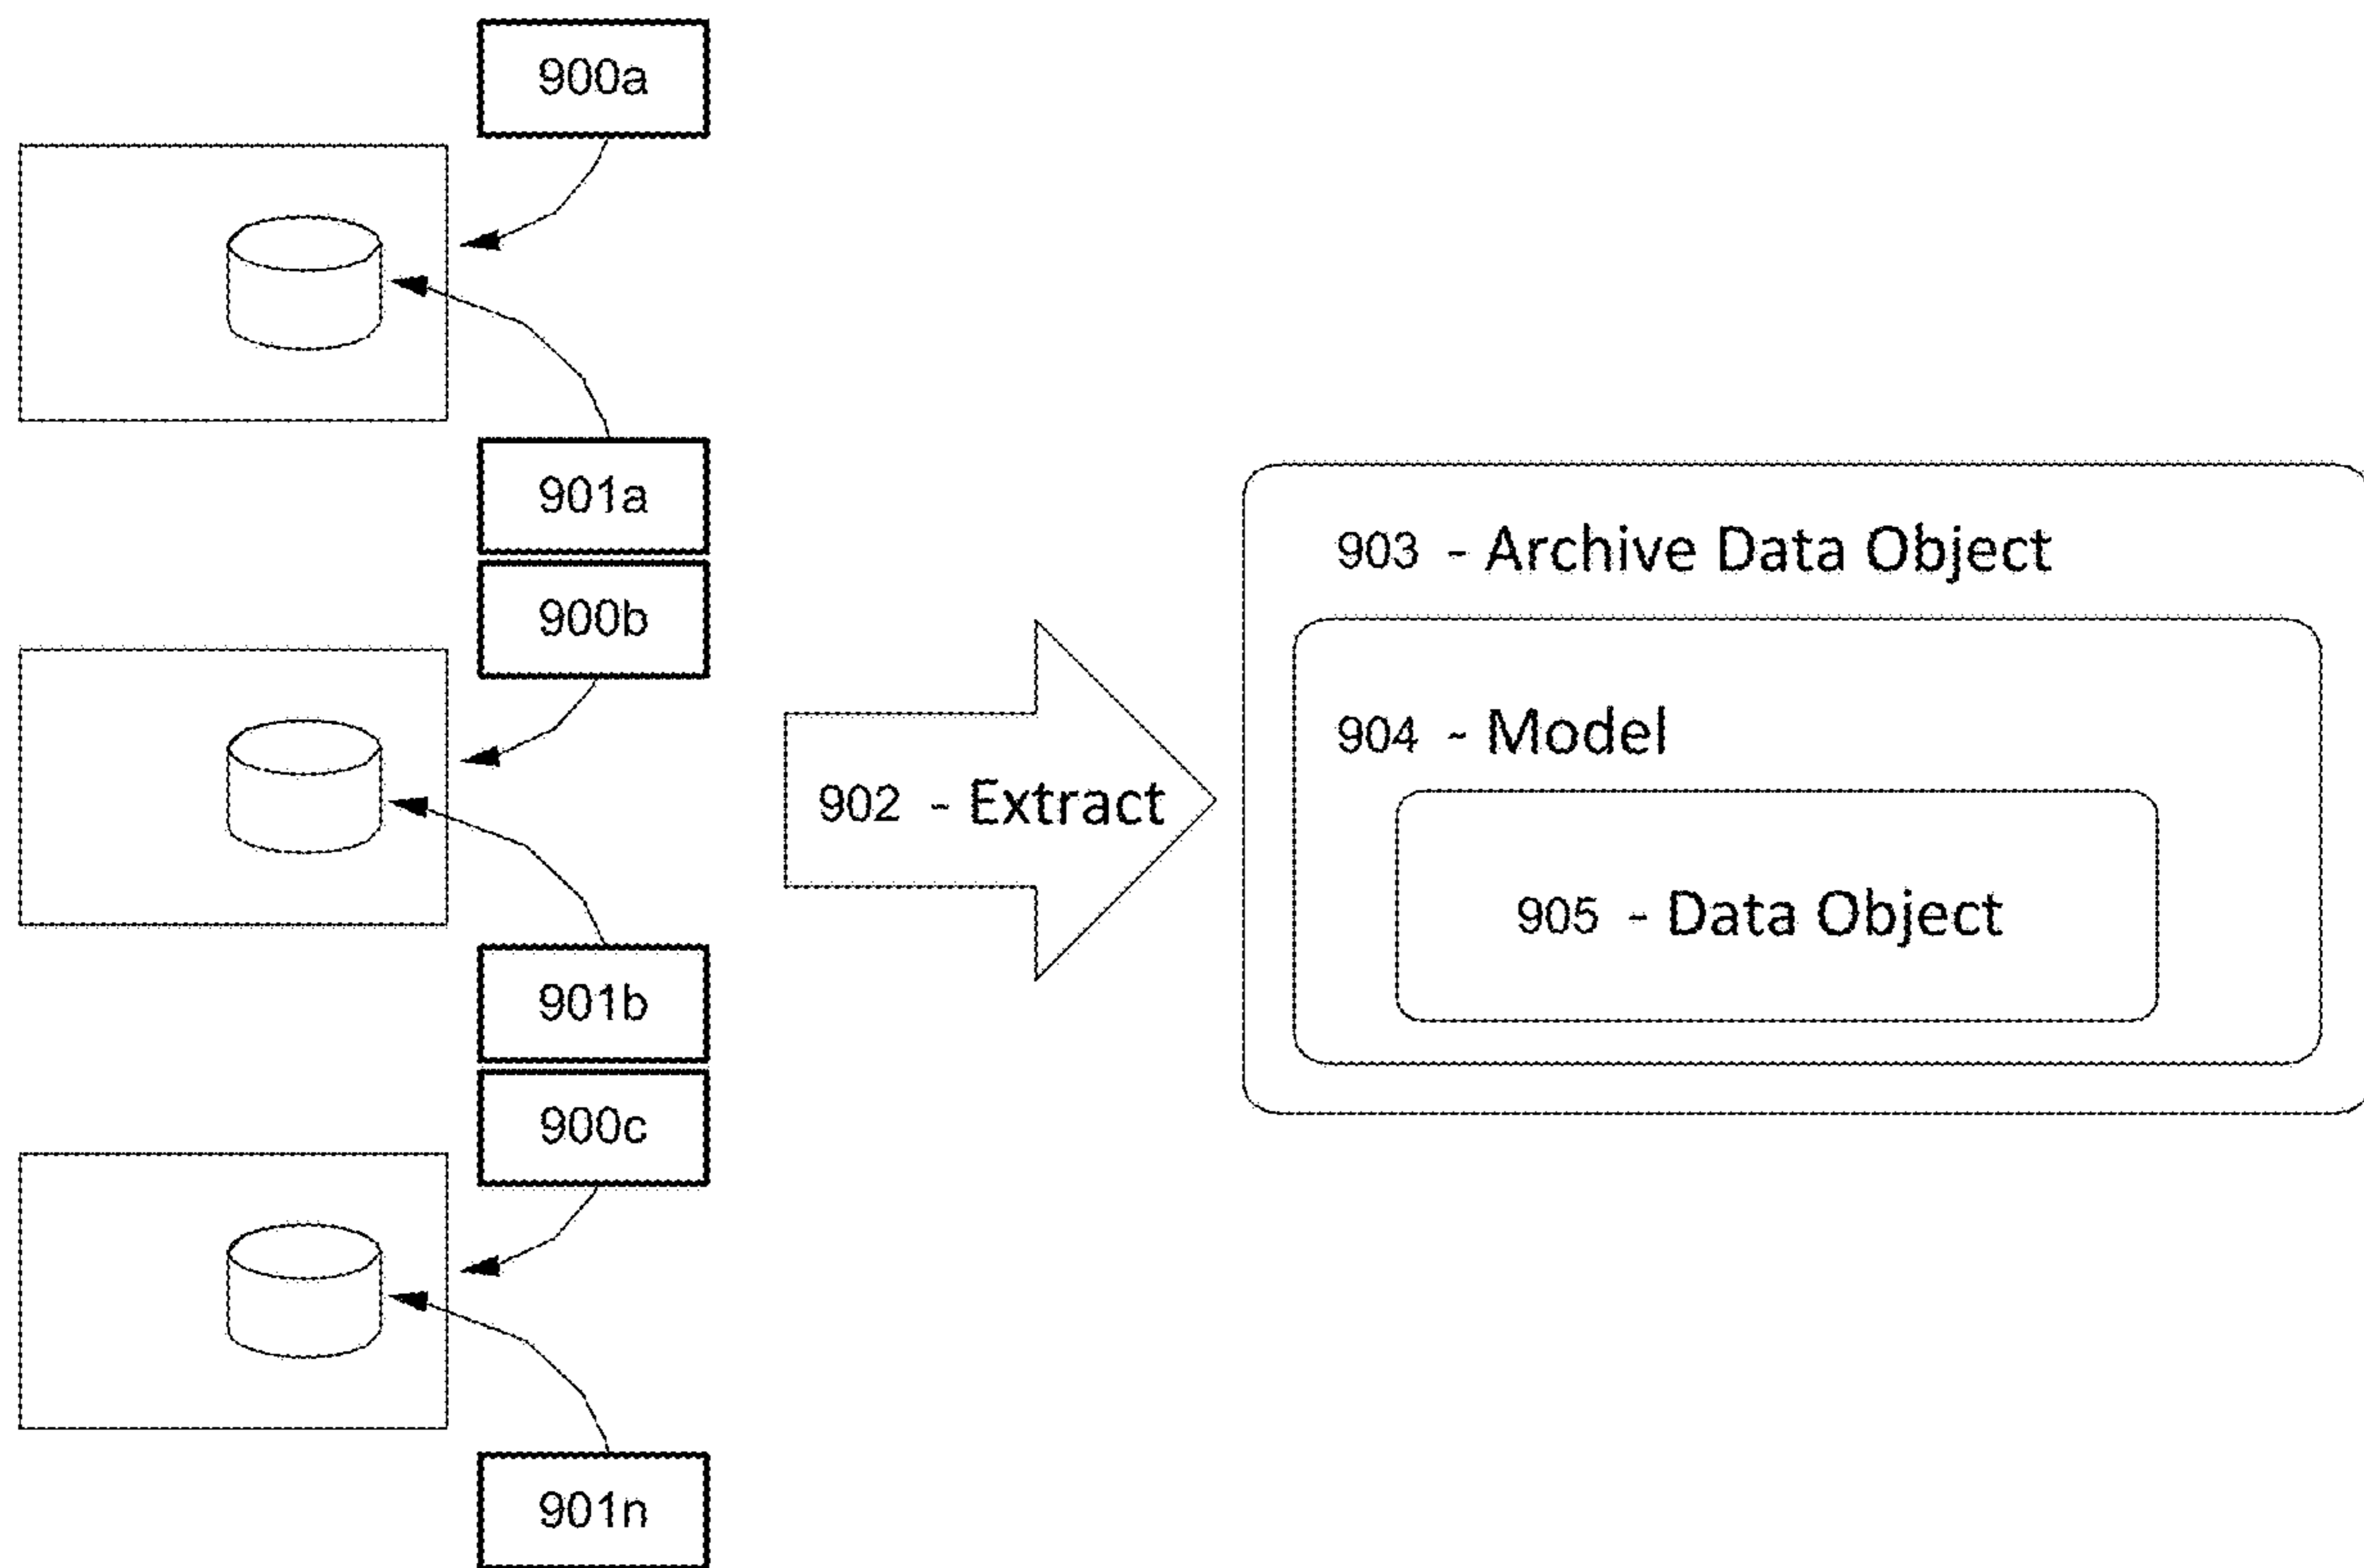 900a
901a
900b
901b
900c
901n
902 - Extract
903 - Archive Data Object
904 - Model
905 - Data Object